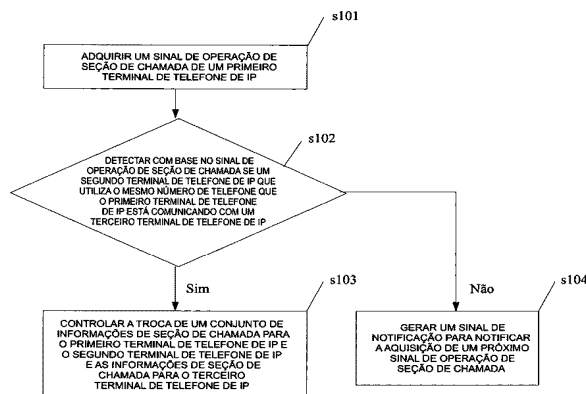 s101
ADQUIRIR UM SINAL DE OPERAÇÃO DE
SEÇÃO DE CHAMADA DE UM PRIMEIRO
TERMINAL DE TELEFONE DE IP
s102
DETECTAR COM BASE NO SINAL DE
OPERAÇÃO DE SEÇÃO DE CHAMADA SE UM
SEGUNDO TERMINAL DE TELEFONE DE IP QUE
UTILIZA O MESMO NÚMERO DE TELEFONE QUE
O PRIMEIRO TERMINAL DE TELEFONE
DE IP ESTÁ COMUNICANDO COM UM
TERCEIRO TERMINAL DE TELEFONE DE IP
Sim
s103
CONTROLAR A TROCA DE UM CONJUNTO DE
INFORMAÇÕES DE SEÇÃO DE CHAMADA PARA
O PRIMEIRO TERMINAL DE TELEFONE DE IP E
O SEGUNDO TERMINAL DE TELEFONE DE IP
E AS INFORMAÇÕES DE SEÇÃO DE
CHAMADA PARA O TERCEIRO
TERMINAL DE TELEFONE DE IP
Não
s104
GERAR UM SINAL DE
NOTIFICAÇÃO PARA NOTIFICAR
A AQUISIÇÃO DE UM PRÓXIMO
SINAL DE OPERAÇÃO DE
SEÇÃO DE CHAMADA